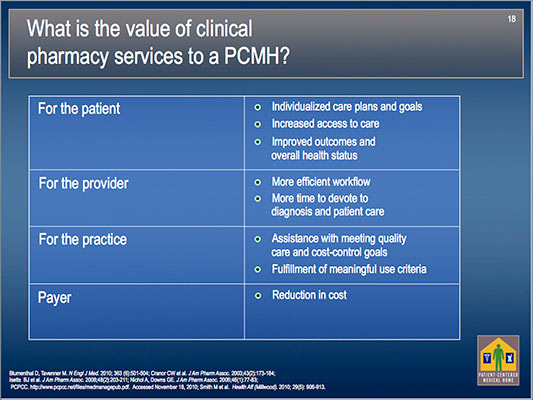 18
What is the value of clinical
pharmacy services to a PCMH?
For the patient
Individualized care plans and goals
Increased access to care
Improved outcomes and
overall health status
For the provider
More efficient workflow
More time to devote to
diagnosis and patient care
For the practice
Assistance with meeting quality
care and cost-control goals
Fulfillment of meaningful use criteria
Payer
Reduction in cost
PATIENT-CENTERED
MEDICAL HOME
Blumenthal D, Tavenner M. N Engl J Med. 2010; 363 (6):501-504; Cranor CW et al. J Am Pharm Assoc. 2003;43(2):173-184;
Isetts BJ et al. J Am Pharm Assoc. 2008;48(2):203-211; Nichol A, Downs GE. J Am Pharm Assoc. 2006;46(1):77-83;
PCPCC. http://www.pcpcc.net/files/medmanagepub.pdf. Accessed November 18, 2010; Smith M et al. Health Aff (Millwood). 2010; 29(5): 906-913.